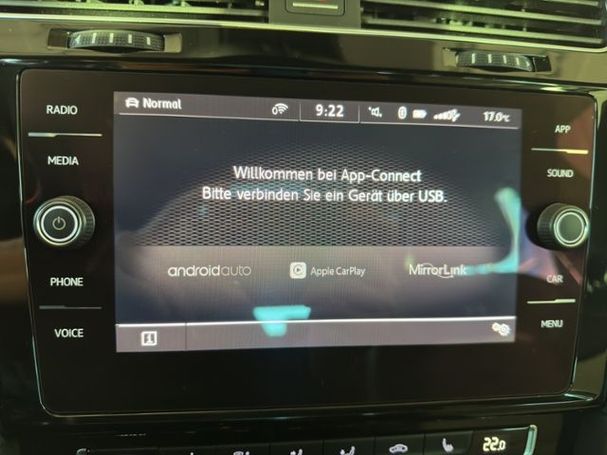 RADIO
MEDIA
PHONE
VOICE
Normal
9:22
17.0°C
Willkommen bei App-Connect
Bitte verbinden Sie ein Gerät über USB.
androidauto
Apple CarPlay
MirrorLink
APP
SOUND
CAR
MENU
22.0